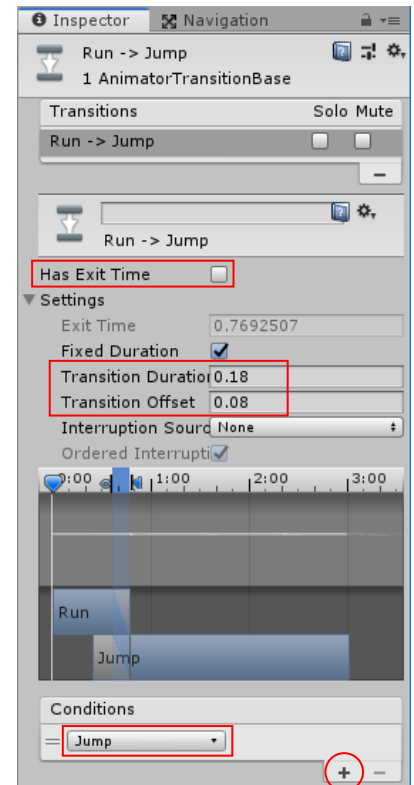 Inspector Navigation
Run -> Jump
1 AnimatorTransitionBase
Transitions Solo Mute
Run -> Jump
Run -> Jump
Has Exit Time
Settings
Exit Time 0.7692507
Fixed Duration
Transition Duratio 0.18
Transition Offset 0.08
Interruption Sourc None
Ordered Interrupti
0:00 1:00 2:00 3:00
Run
Jump
Conditions
= Jump
+ −